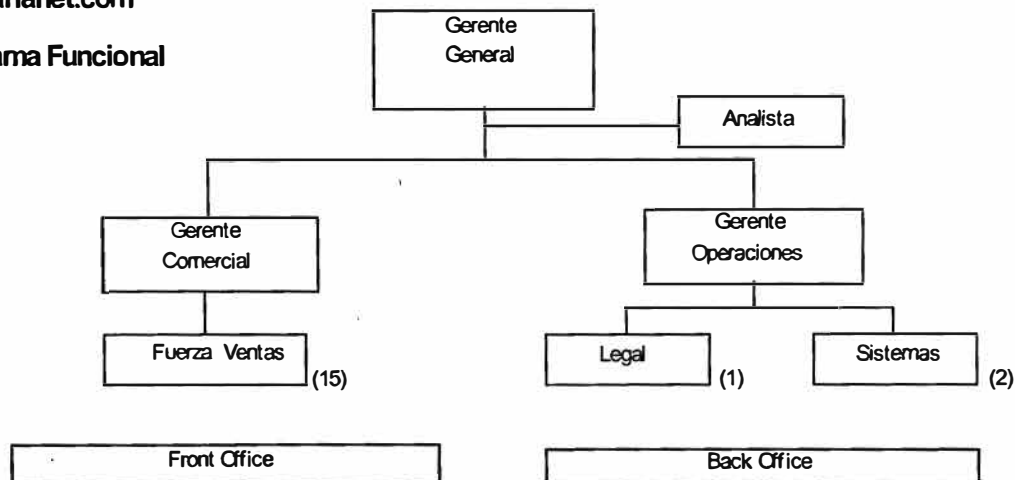 Funcional
Gerente
General
Analista
Gerente
Comercial
Gerente
Operaciones
Fuerza Ventas
(15)
Legal
(1)
Sistemas
(2)
Front Office
Back Office